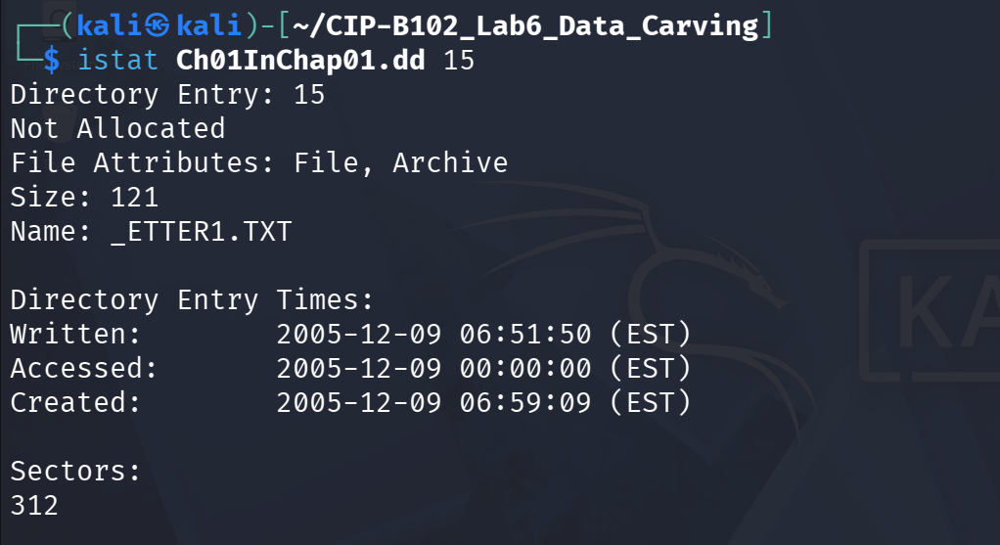 (kali㉿kali)-[~/CIP-B102_Lab6_Data_Carving]
$ istat Ch01InChap01.dd 15
Directory Entry: 15
Not Allocated
File Attributes: File, Archive
Size: 121
Name: _ETTER1.TXT
Directory Entry Times:
Written:        2005-12-09 06:51:50 (EST)
Accessed:       2005-12-09 00:00:00 (EST)
Created:        2005-12-09 06:59:09 (EST)
Sectors:
312
KA